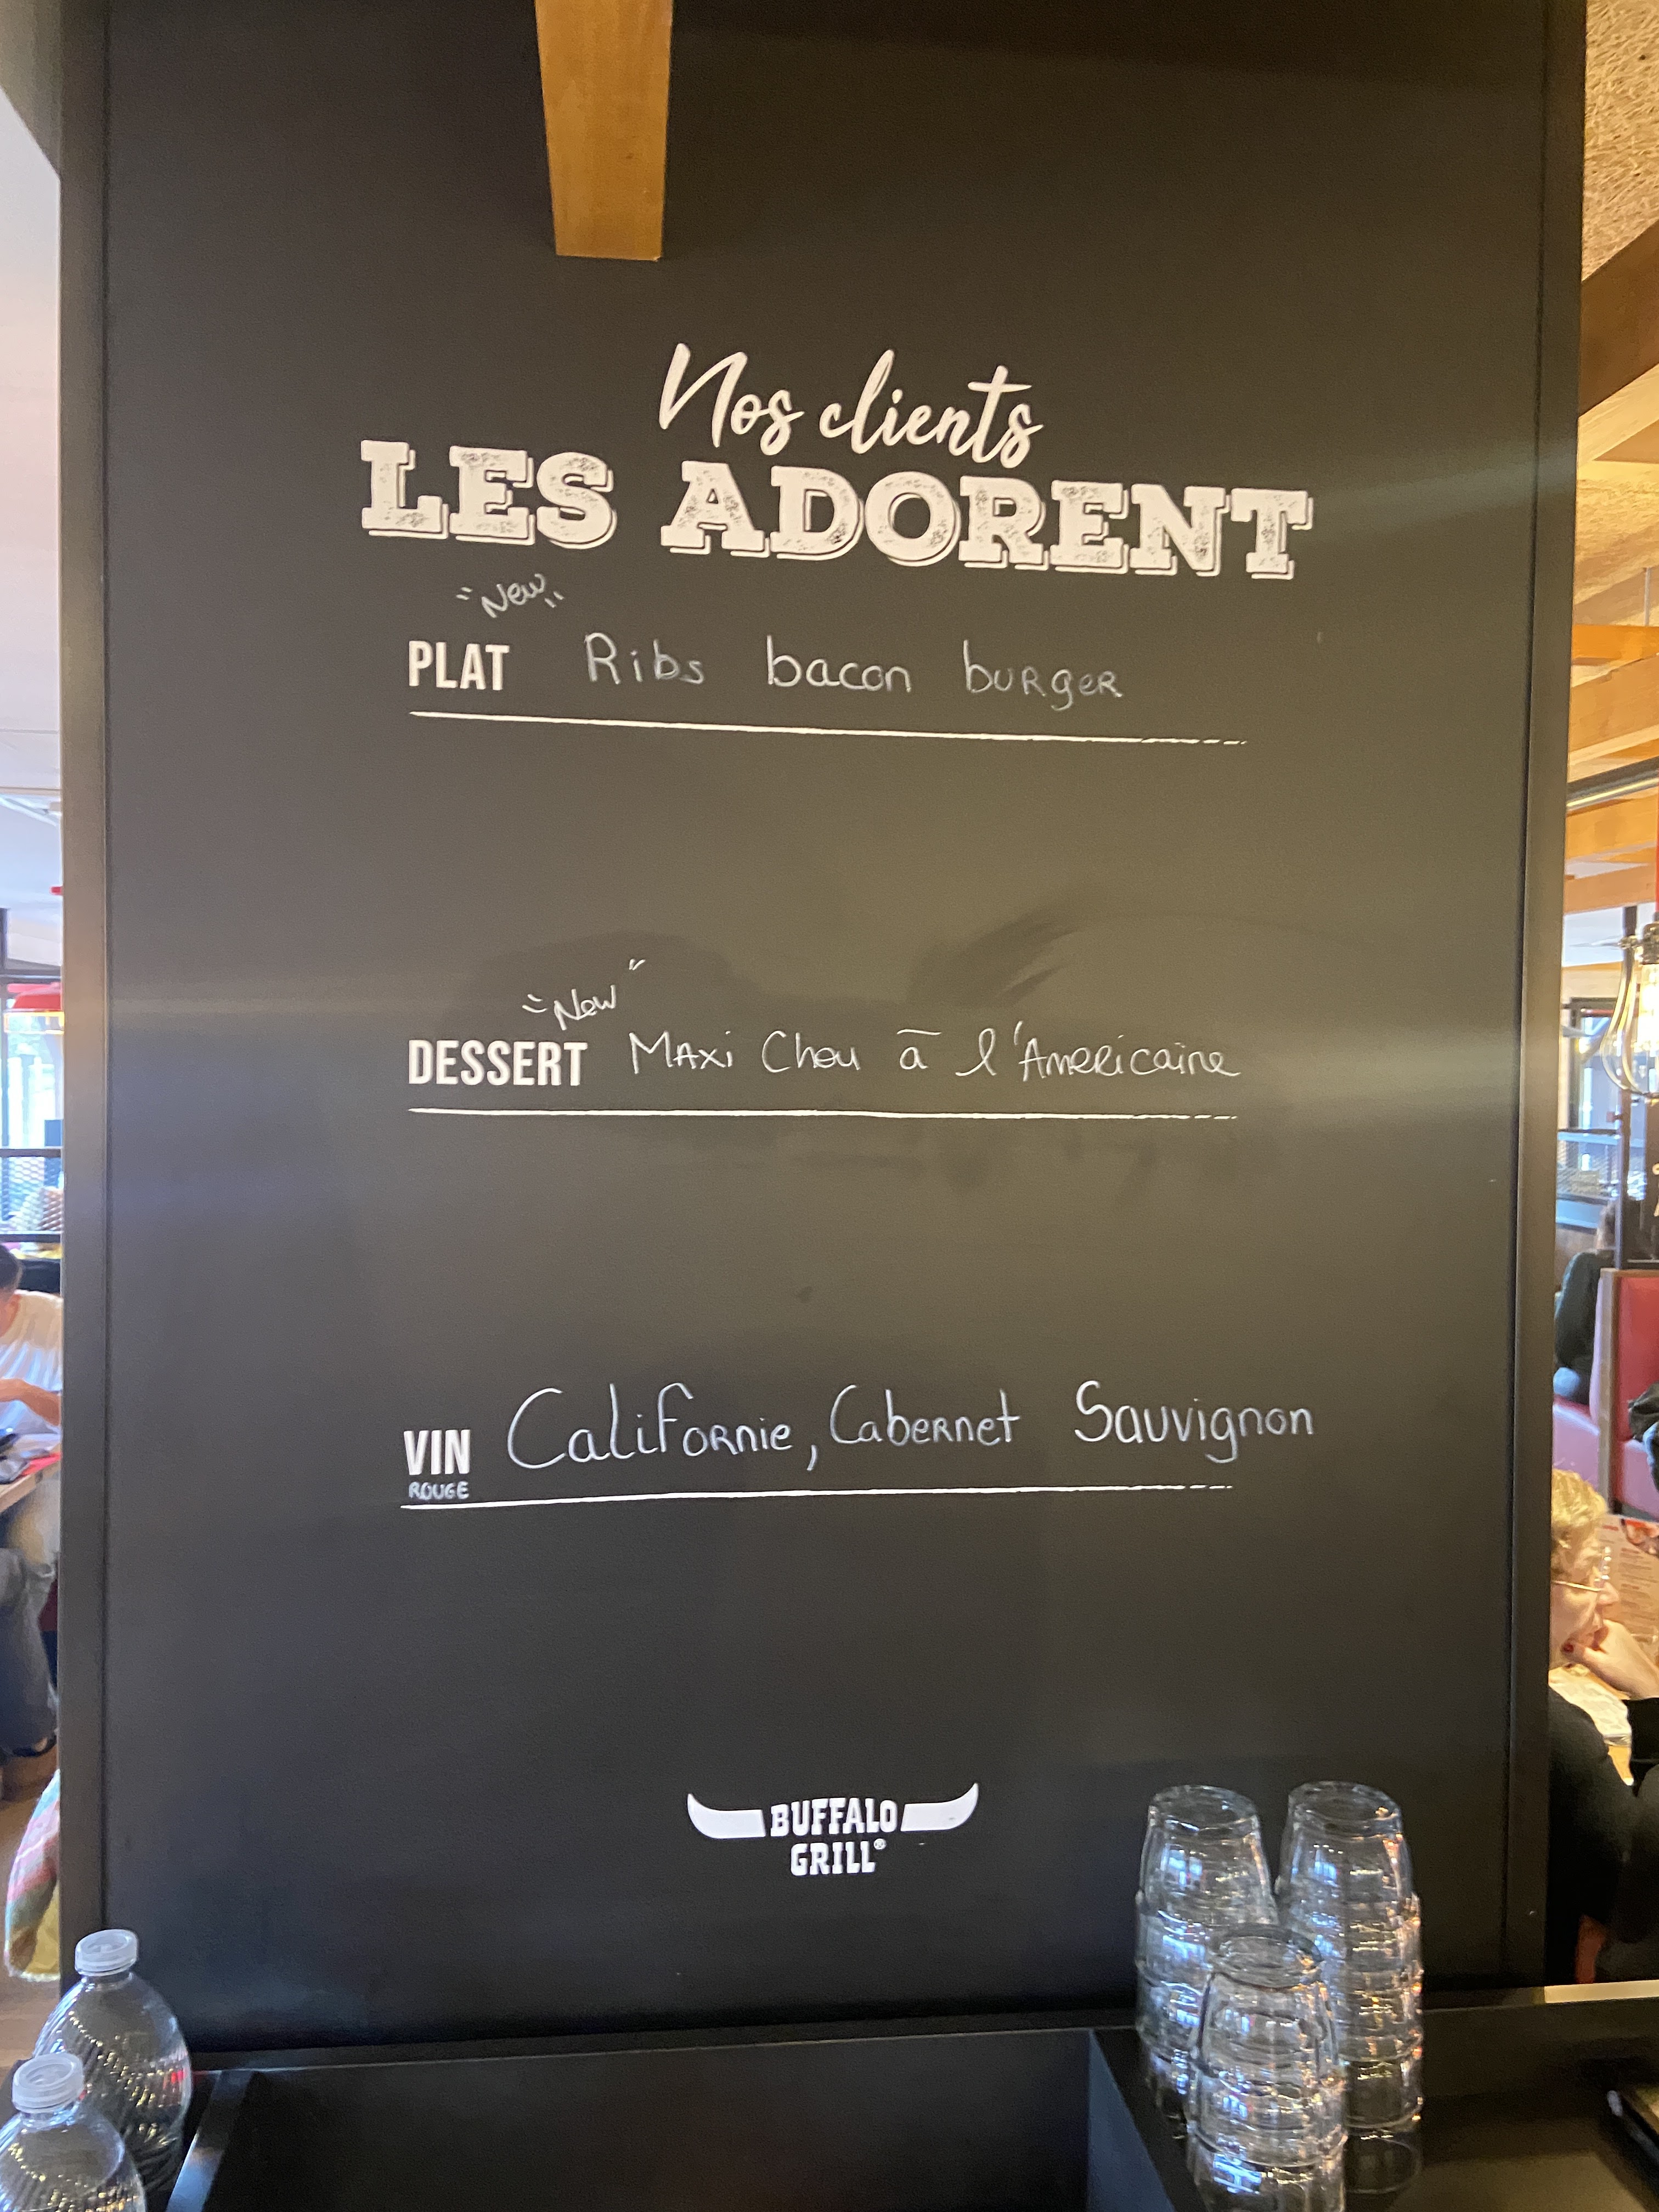 Nos clients
LES ADORENT
"New"
PLAT Ribs bacon burger
"New"
DESSERT Maxi Chou à l'Americaine
VIN Californie, Cabernet Sauvignon
ROUGE
BUFFALO
GRILL®